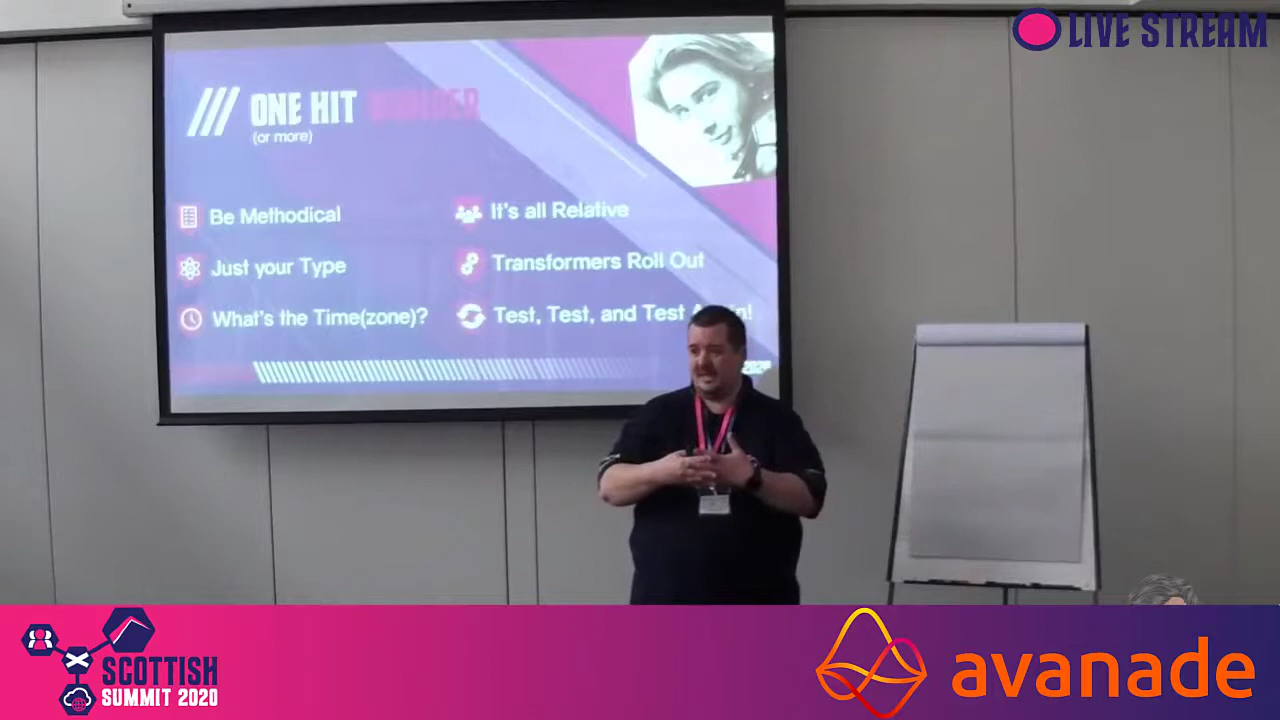 LIVE STREAM
ONE HIT WONDER
(or more)
Be Methodical
Just your Type
What's the Time(zone)?
It's all Relative
Transformers Roll Out
Test, Test, and Test
SCOTTISH
SUMMIT 2020
avanade